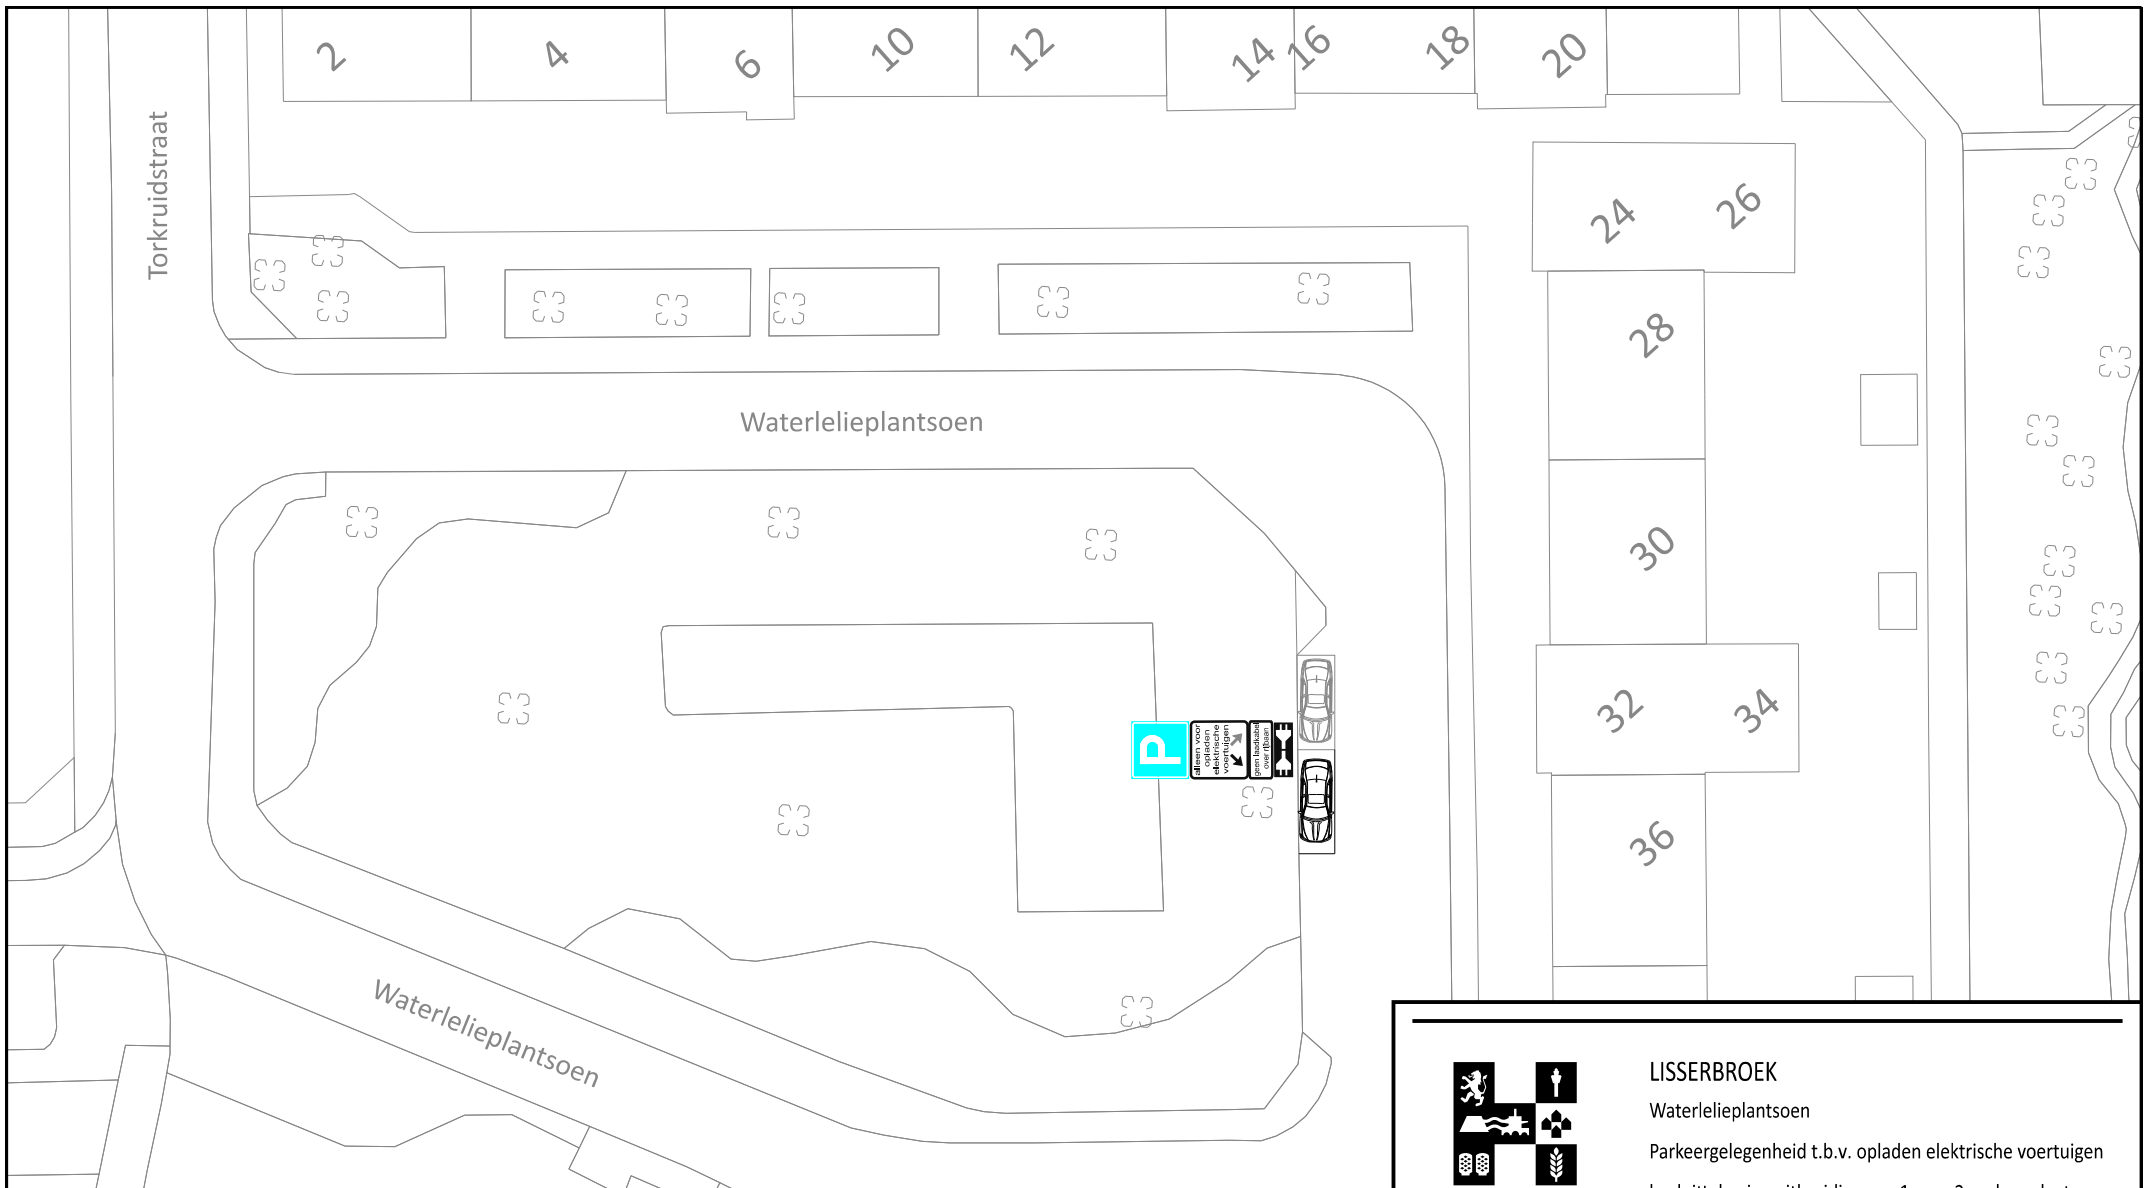 2
4
6
10
12
14
16
18
20
Torkruidstraat
24
26
28
Waterlelieplantsoen
30
32
34
P
alleen voor
opladen
elektrische
voertuigen
geen laadkabel
over rijbaan
36
Waterlelieplantsoen
LISSERBROEK
Waterlelieplantsoen
Parkeergelegenheid t.b.v. opladen elektrische voertuigen